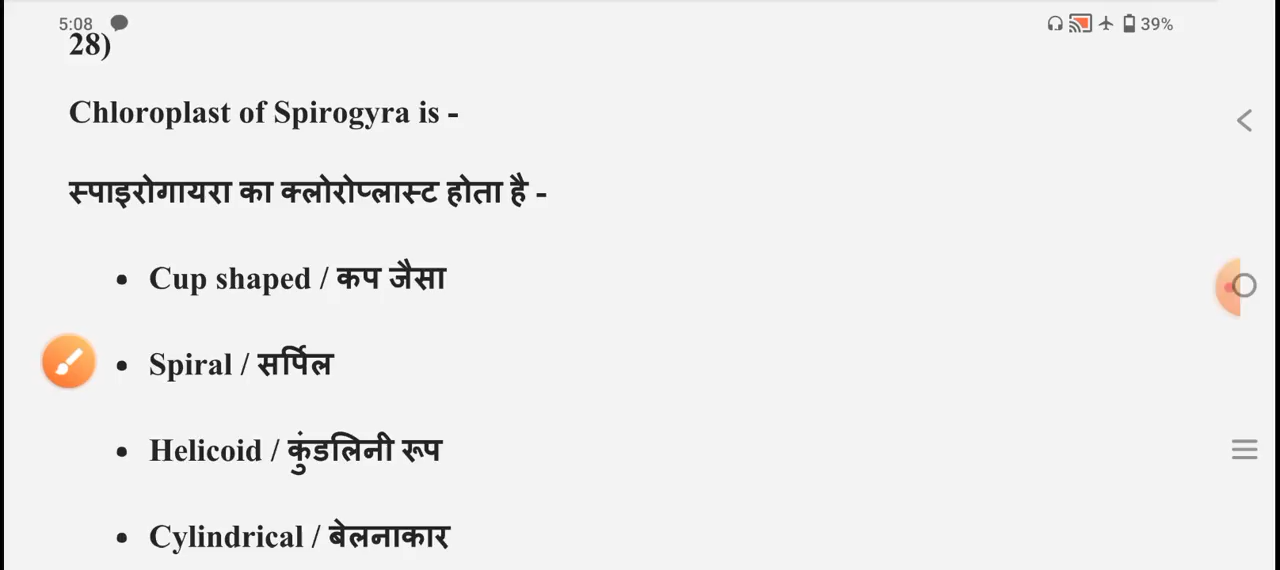 5:08
39%
28)
Chloroplast of Spirogyra is -
स्पाइरोगायरा का क्लोरोप्लास्ट होता है -
• Cup shaped / कप जैसा
• Spiral / सर्पिल
• Helicoid / कुंडलिनी रूप
• Cylindrical / बेलनाकार